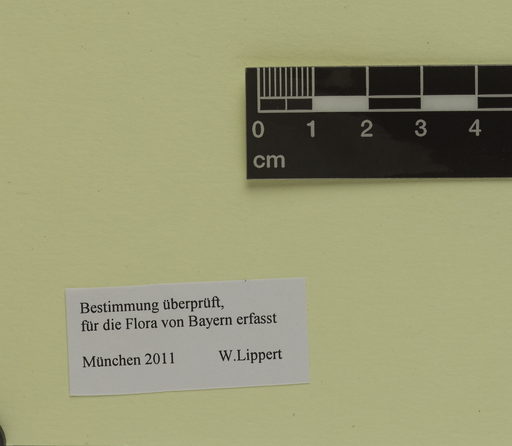 0 1 2 3 4
cm
Bestimmung überprüft,
für die Flora von Bayern erfasst
München 2011 W.Lippert